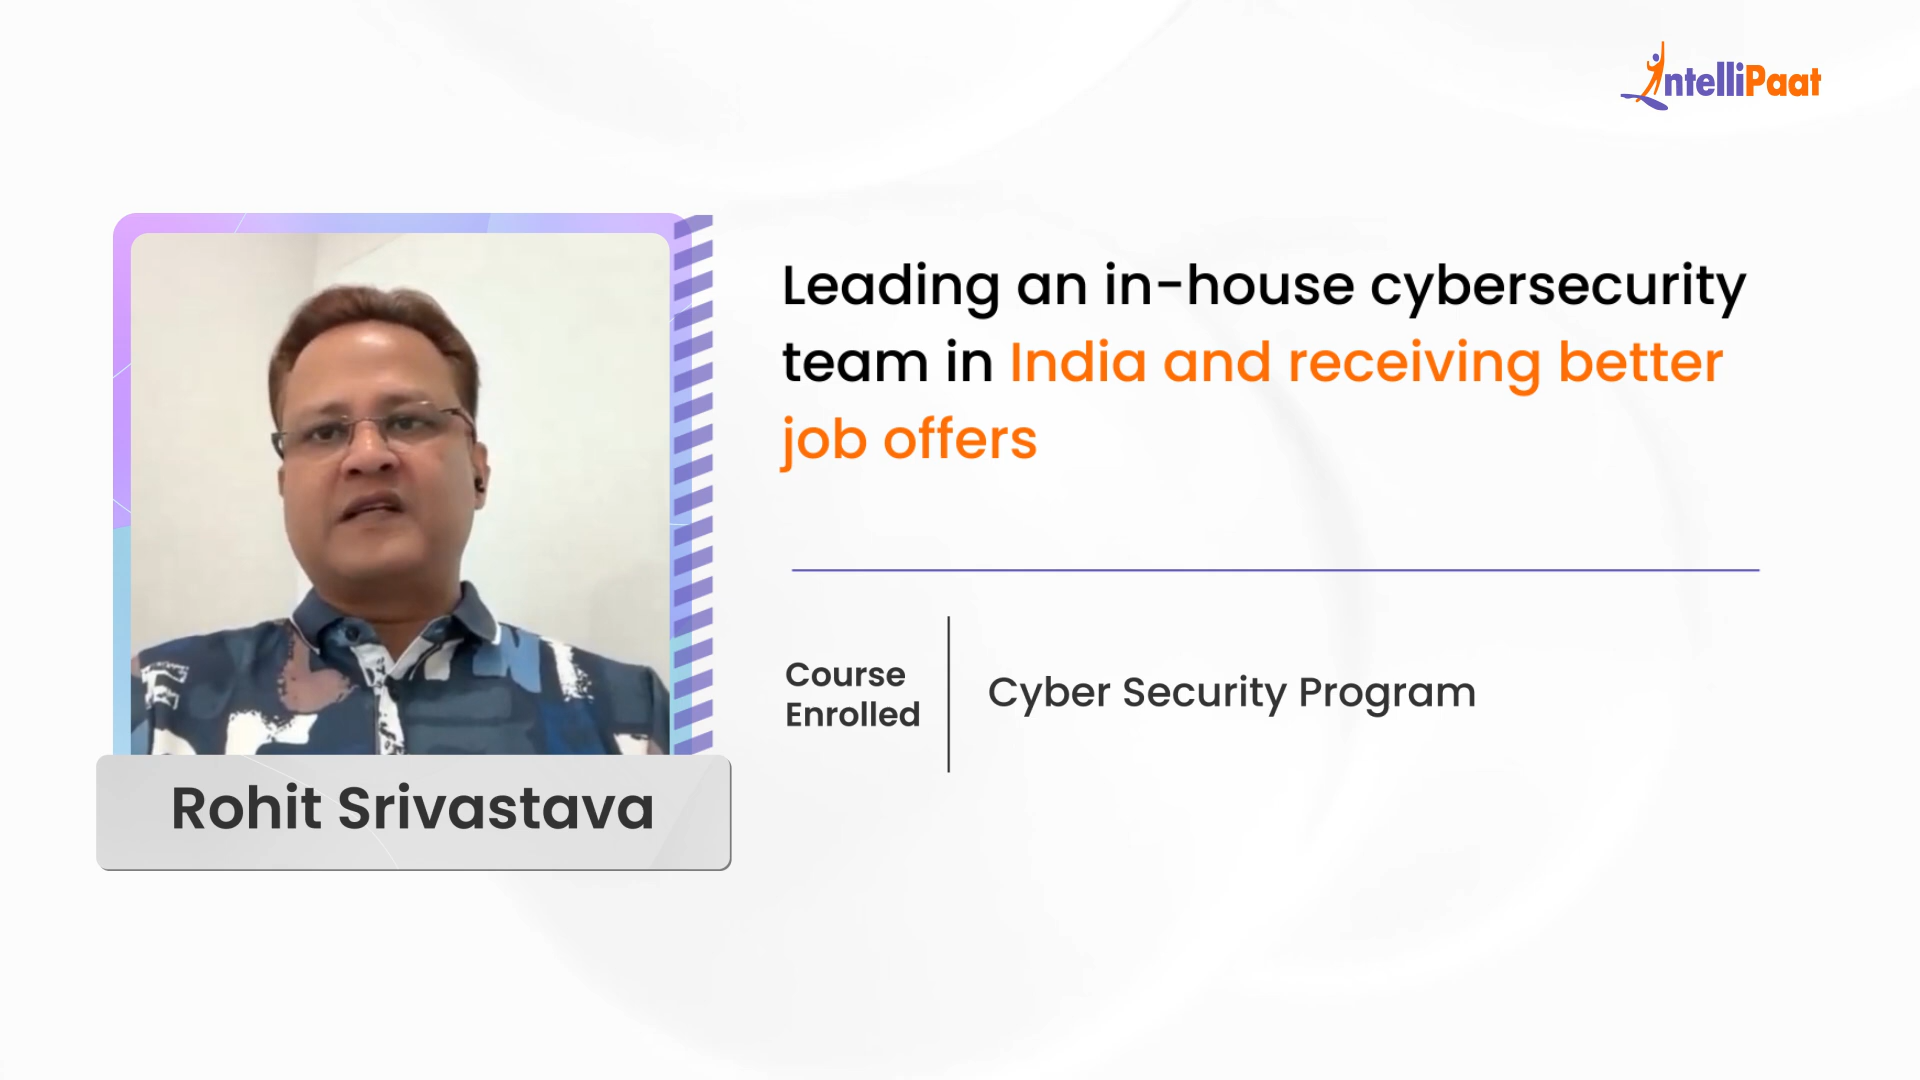 IntelliPaat
Leading an in-house cybersecurity
team in India and receiving better
job offers
Course
Enrolled
Cyber Security Program
Rohit Srivastava